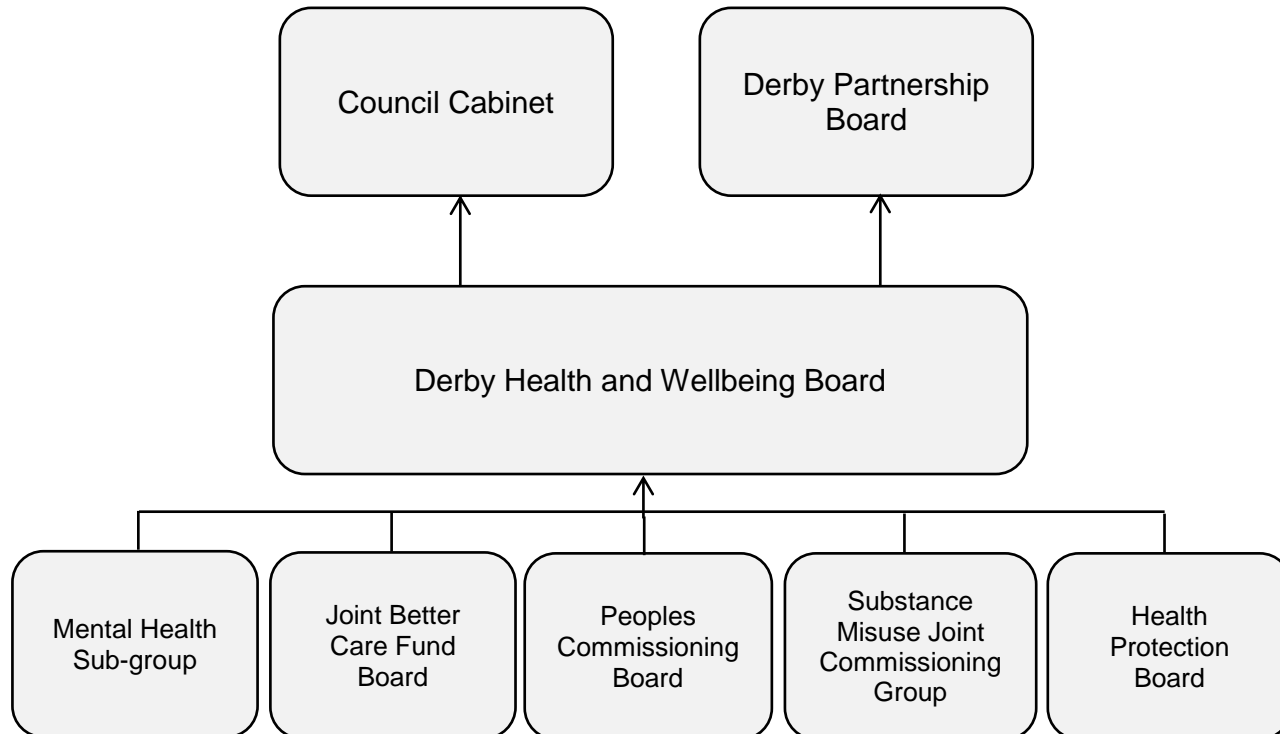 Council Cabinet
Derby Partnership
Board
Derby Health and Wellbeing Board
Mental Health
Sub-group
Joint Better
Care Fund
Board
Peoples
Commissioning
Board
Substance
Misuse Joint
Commissioning
Group
Health
Protection
Board